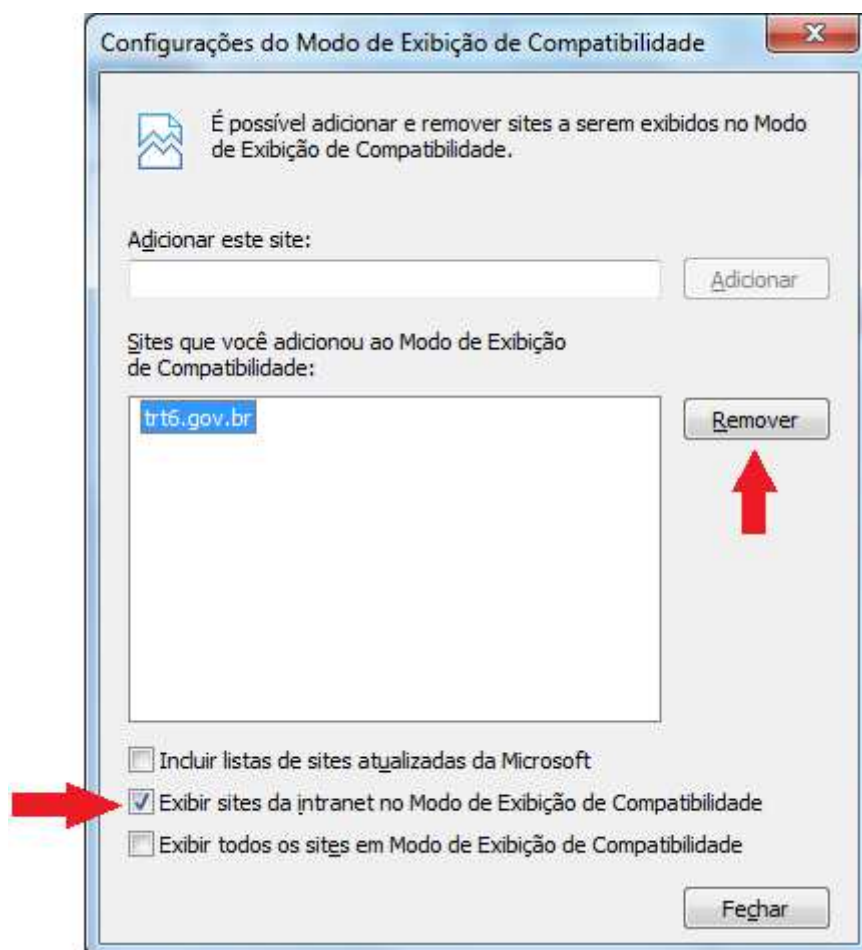 Configurações do Modo de Exibição de Compatibilidade
É possível adicionar e remover sites a serem exibidos no Modo
de Exibição de Compatibilidade.
Adicionar este site:
Adicionar
Sites que você adicionou ao Modo de Exibição
de Compatibilidade:
trt6.gov.br
Remover
Incluir listas de sites atualizadas da Microsoft
Exibir sites da intranet no Modo de Exibição de Compatibilidade
Exibir todos os sites em Modo de Exibição de Compatibilidade
Fechar